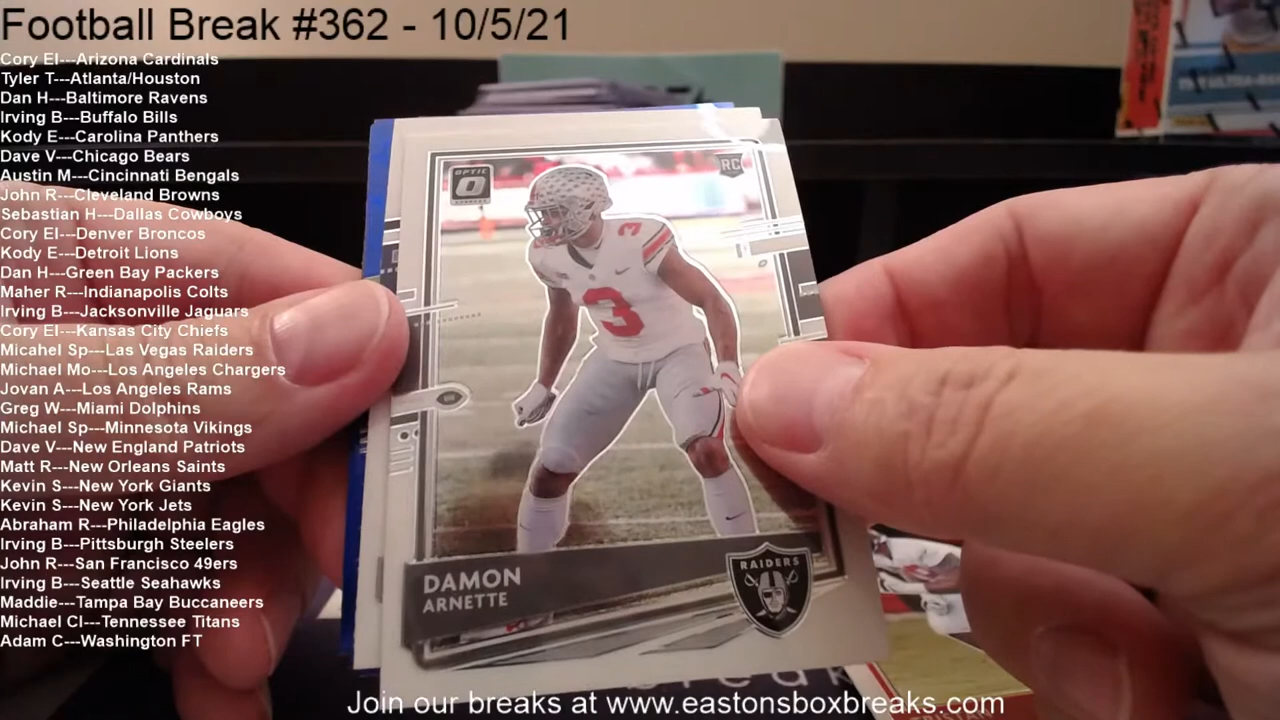 Football Break #362 - 10/5/21
Cory El---Arizona Cardinals
Tyler T---Atlanta/Houston
Dan H---Baltimore Ravens
Irving B---Buffalo Bills
Kody E---Carolina Panthers
Dave V---Chicago Bears
Austin M---Cincinnati Bengals
John R---Cleveland Browns
Sebastian H---Dallas Cowboys
Cory El---Denver Broncos
Kody E---Detroit Lions
Dan H---Green Bay Packers
Maher R---Indianapolis Colts
Irving B---Jacksonville Jaguars
Cory El---Kansas City Chiefs
Micahel Sp---Las Vegas Raiders
Michael Mo---Los Angeles Chargers
Jovan A---Los Angeles Rams
Greg W---Miami Dolphins
Michael Sp---Minnesota Vikings
Dave V---New England Patriots
Matt R---New Orleans Saints
Kevin S---New York Giants
Kevin S---New York Jets
Abraham R---Philadelphia Eagles
Irving B---Pittsburgh Steelers
John R---San Francisco 49ers
Irving B---Seattle Seahawks
Maddie---Tampa Bay Buccaneers
Michael Cl---Tennessee Titans
Adam C---Washington FT
OPTIC
RC
3
3
DAMON
ARNETTE
RAIDERS
Join our breaks at www.eastonsboxbreaks.com